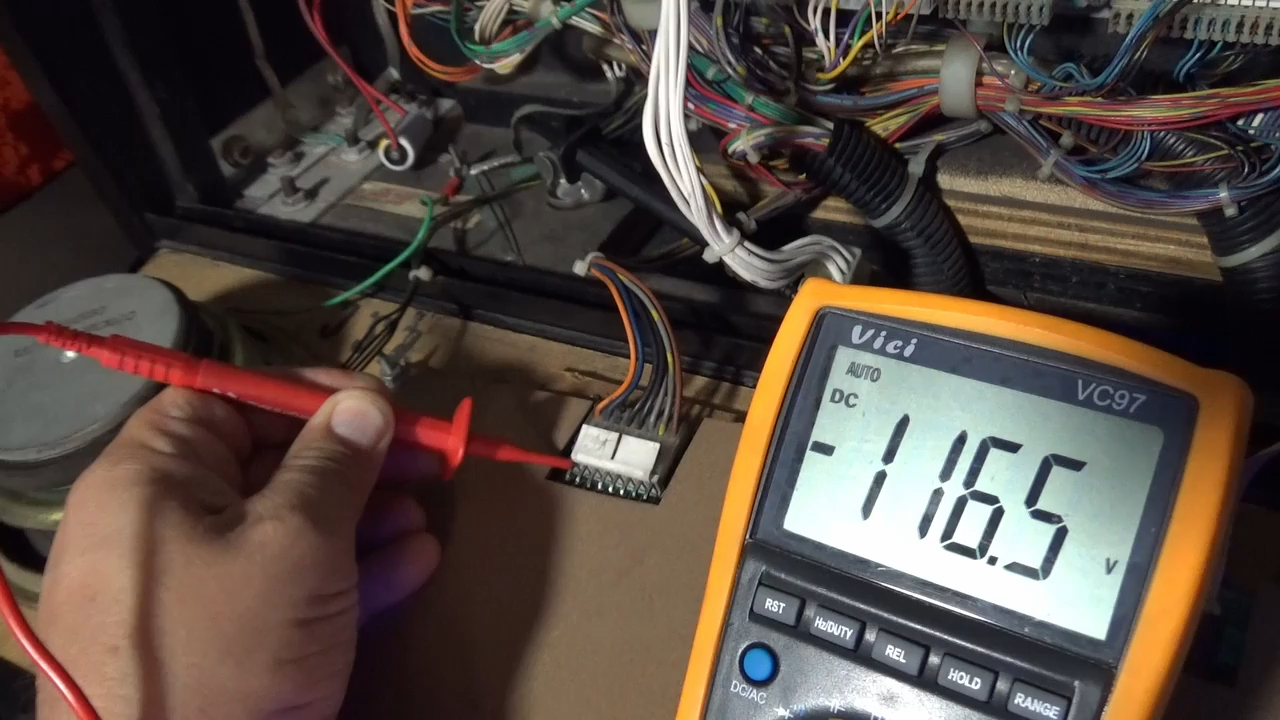 Vici
VC97
AUTO
DC
-116.5
V
RST
Hz/DUTY
REL
HOLD
RANGE
DC/AC